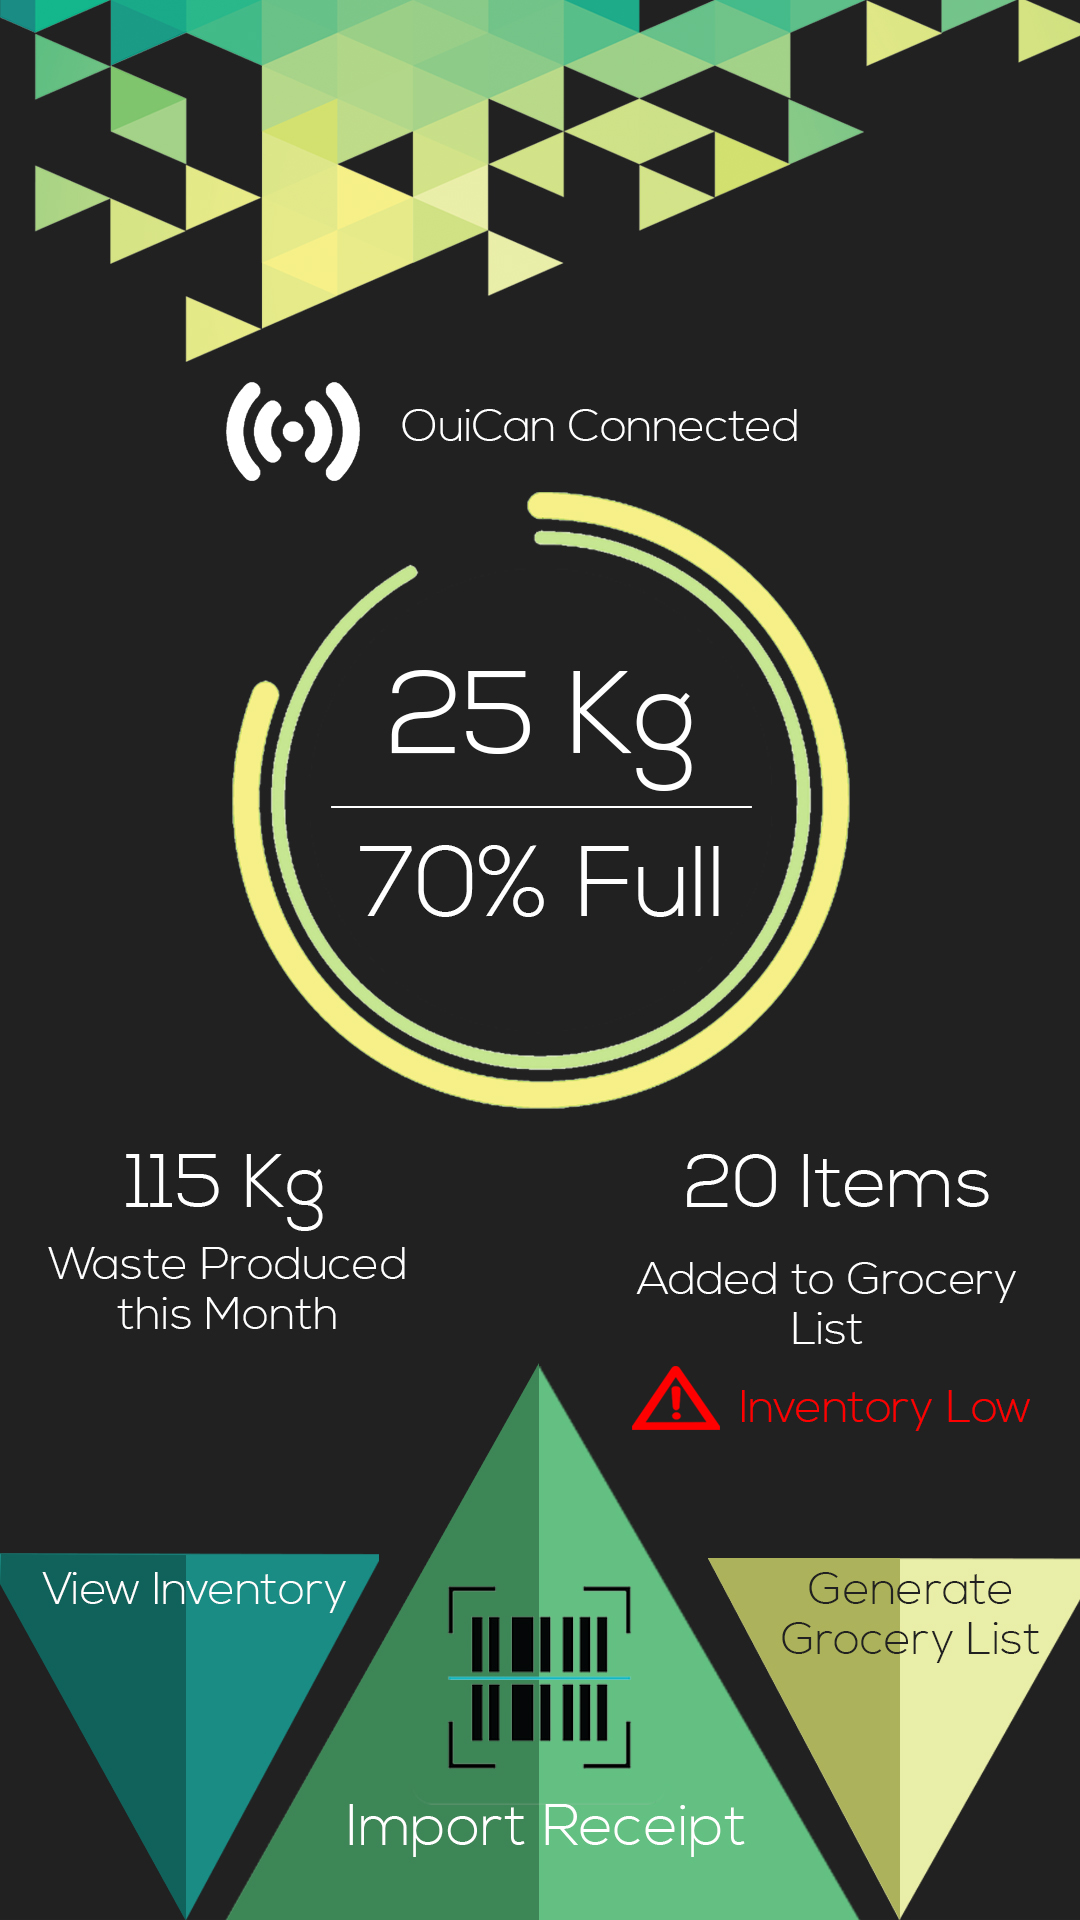 OuiCan Connected
25 Kg
70% Full
115 Kg
Waste Produced
this Month
20 Items
Added to Grocery
List
Inventory Low
View Inventory
Generate
Grocery List
Import Receipt